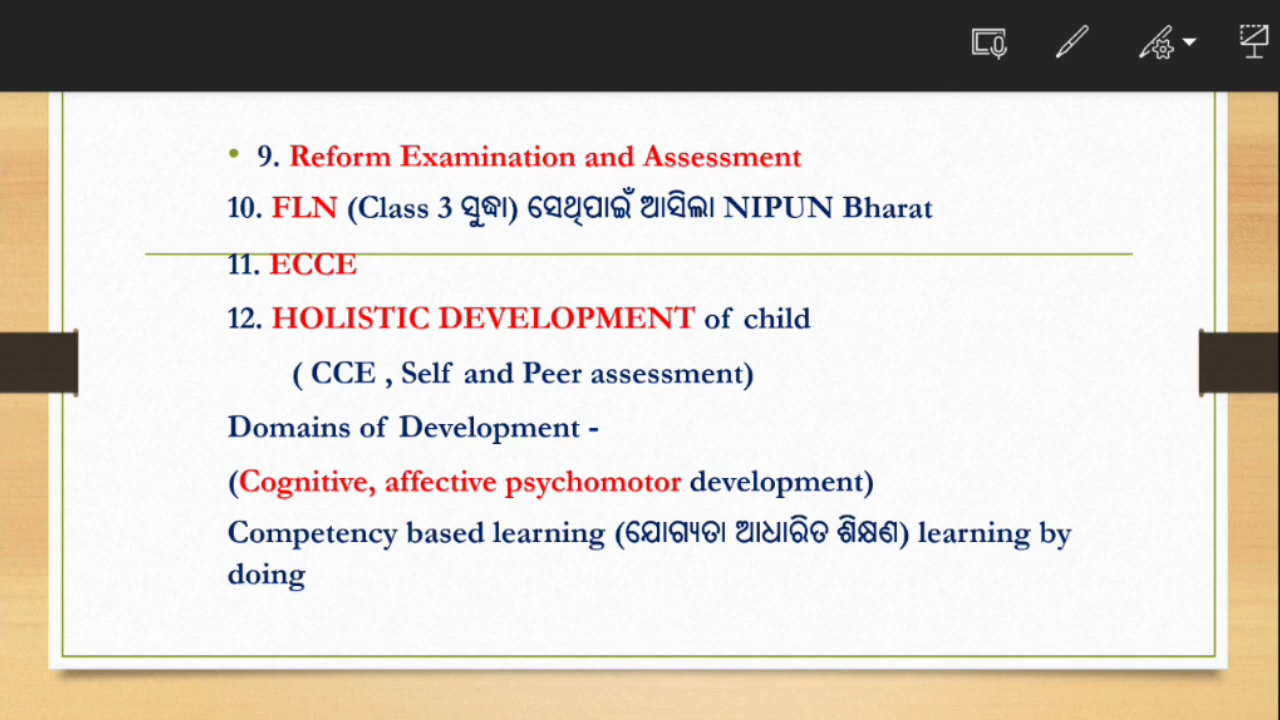 • 9. Reform Examination and Assessment
10. FLN (Class 3 ସୁଦ୍ଧା) ସେଥିପାଇଁ ଆସିଲା NIPUN Bharat
11. ECCE
12. HOLISTIC DEVELOPMENT of child
( CCE , Self and Peer assessment)
Domains of Development -
(Cognitive, affective psychomotor development)
Competency based learning (ଯୋଗ୍ୟତା ଆଧାରିତ ଶିକ୍ଷଣ) learning by
doing